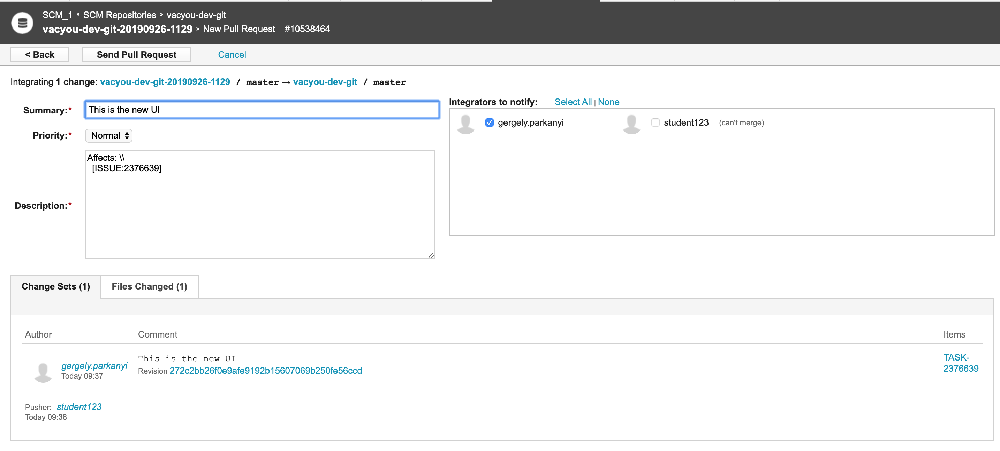 SCM_1 » SCM Repositories » vacyou-dev-git
vacyou-dev-git-20190926-1129 » New Pull Request #10538464
< Back Send Pull Request Cancel
Integrating 1 change: vacyou-dev-git-20190926-1129 / master → vacyou-dev-git / master
Summary:* This is the new UI
Priority:* Normal
Description:*
Affects: \\
[ISSUE:2376639]
Integrators to notify: Select All | None
gergely.parkanyi student123 (can't merge)
Change Sets (1) Files Changed (1)
Author Comment Items
gergely.parkanyi
Today 09:37
This is the new UI
Revision 272c2bb26f0e9afe9192b15607069b250fe56ccd
TASK-
2376639
Pusher: student123
Today 09:38